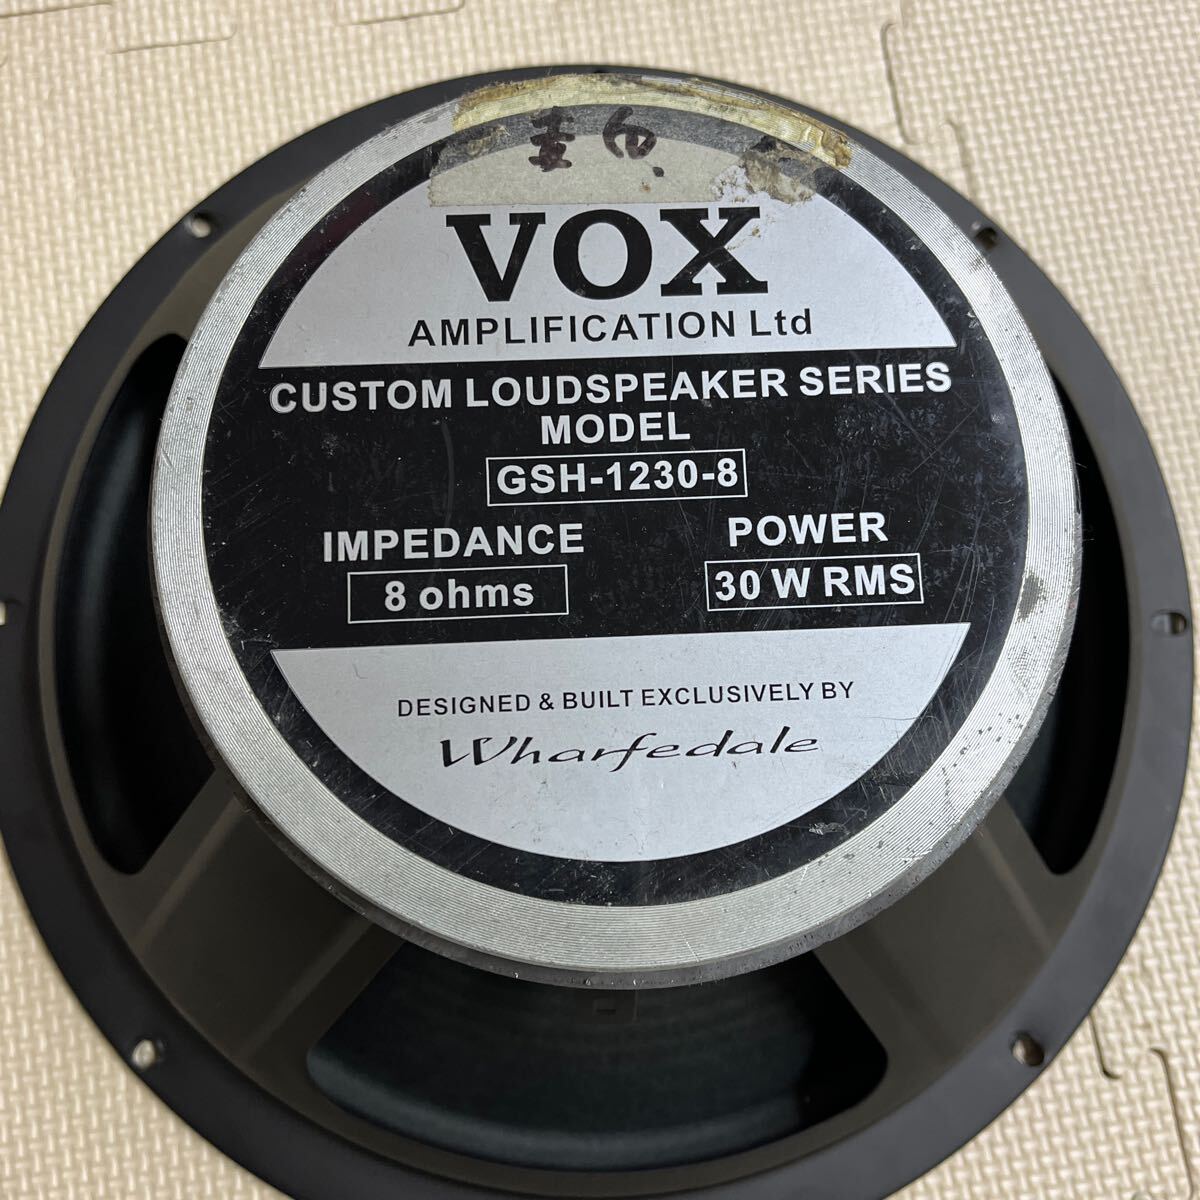 VOX
AMPLIFICATION Ltd
CUSTOM LOUDSPEAKER SERIES
MODEL
GSH-1230-8
IMPEDANCE
8 ohms
POWER
30 W RMS
DESIGNED & BUILT EXCLUSIVELY BY
Wharfedale